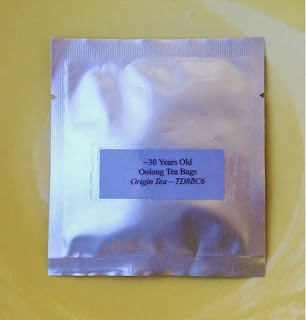 ~30 Years Old
Oolong Tea Bags
Origin Tea – TD8BC6